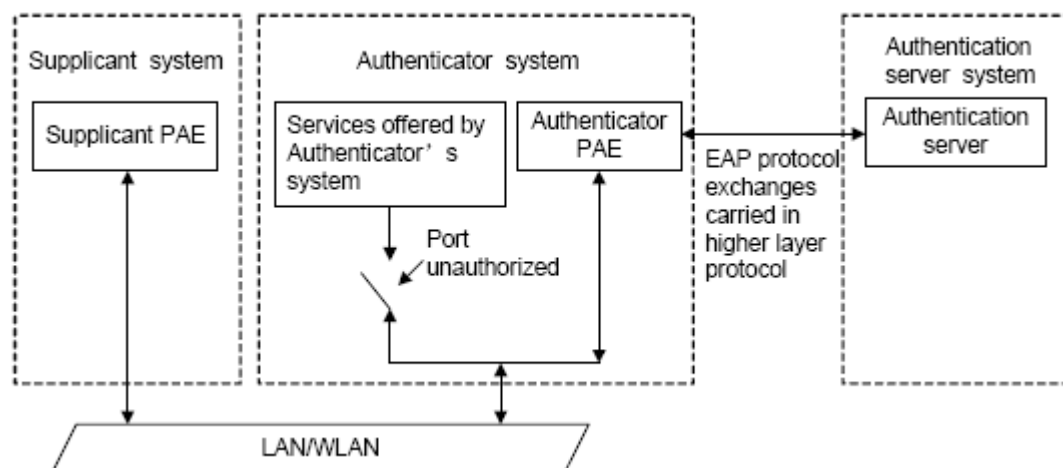 Supplicant system
Supplicant PAE
Authenticator system
Services offered by
Authenticator’s
system
Authenticator
PAE
Port
unauthorized
EAP protocol
exchanges
carried in
higher layer
protocol
Authentication
server system
Authentication
server
LAN/WLAN